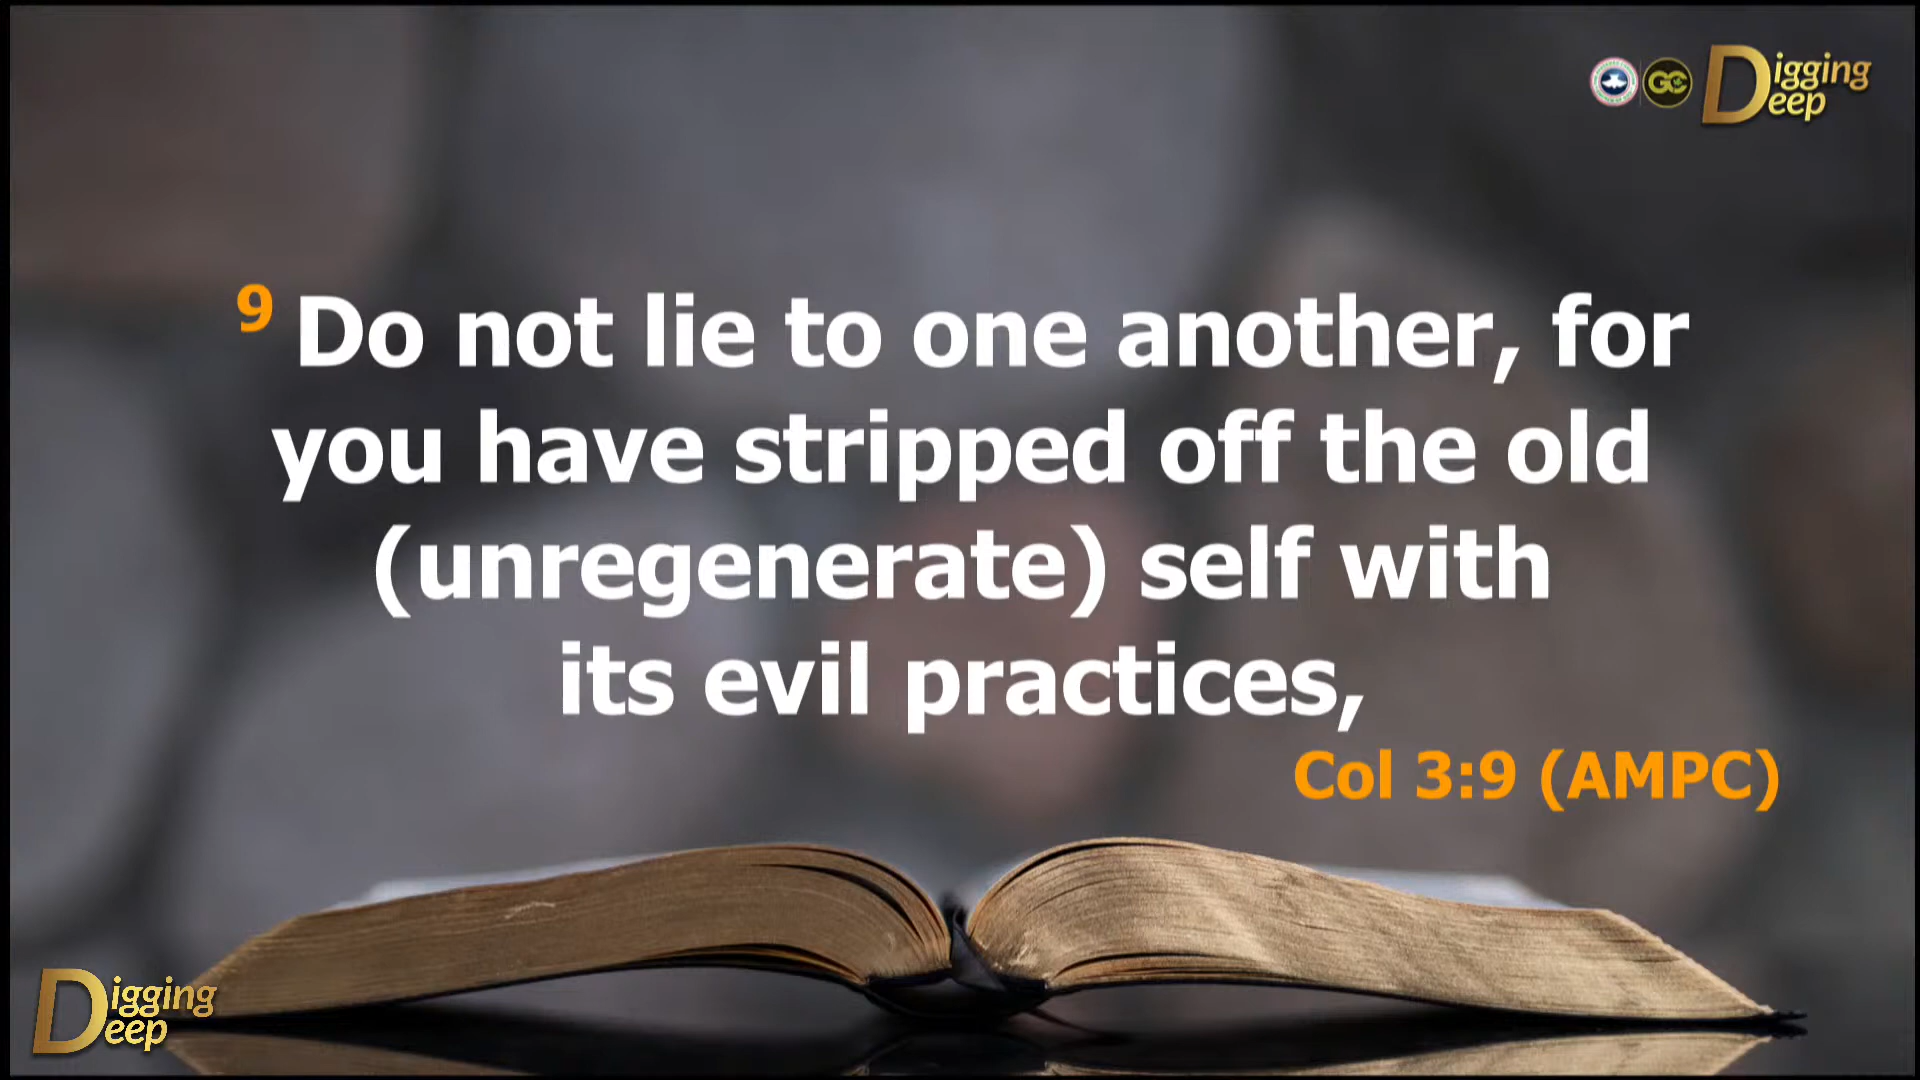 Digging
Deep
GC
9 Do not lie to one another, for
you have stripped off the old
(unregenerate) self with
its evil practices,
Col 3:9 (AMPC)
Digging
Deep